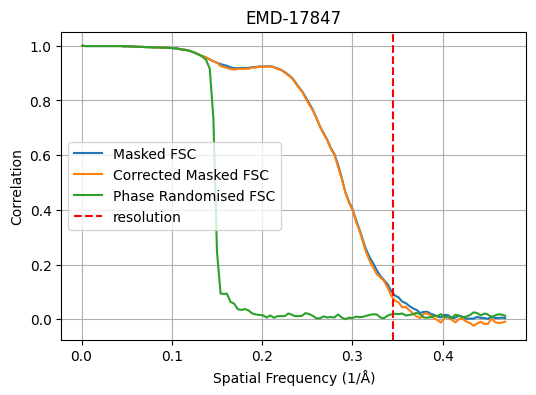 EMD-17847
Correlation
1.0
0.8
0.6
0.4
0.2
0.0
Masked FSC
Corrected Masked FSC
Phase Randomised FSC
resolution
0.0 0.1 0.2 0.3 0.4
Spatial Frequency (1/Å)